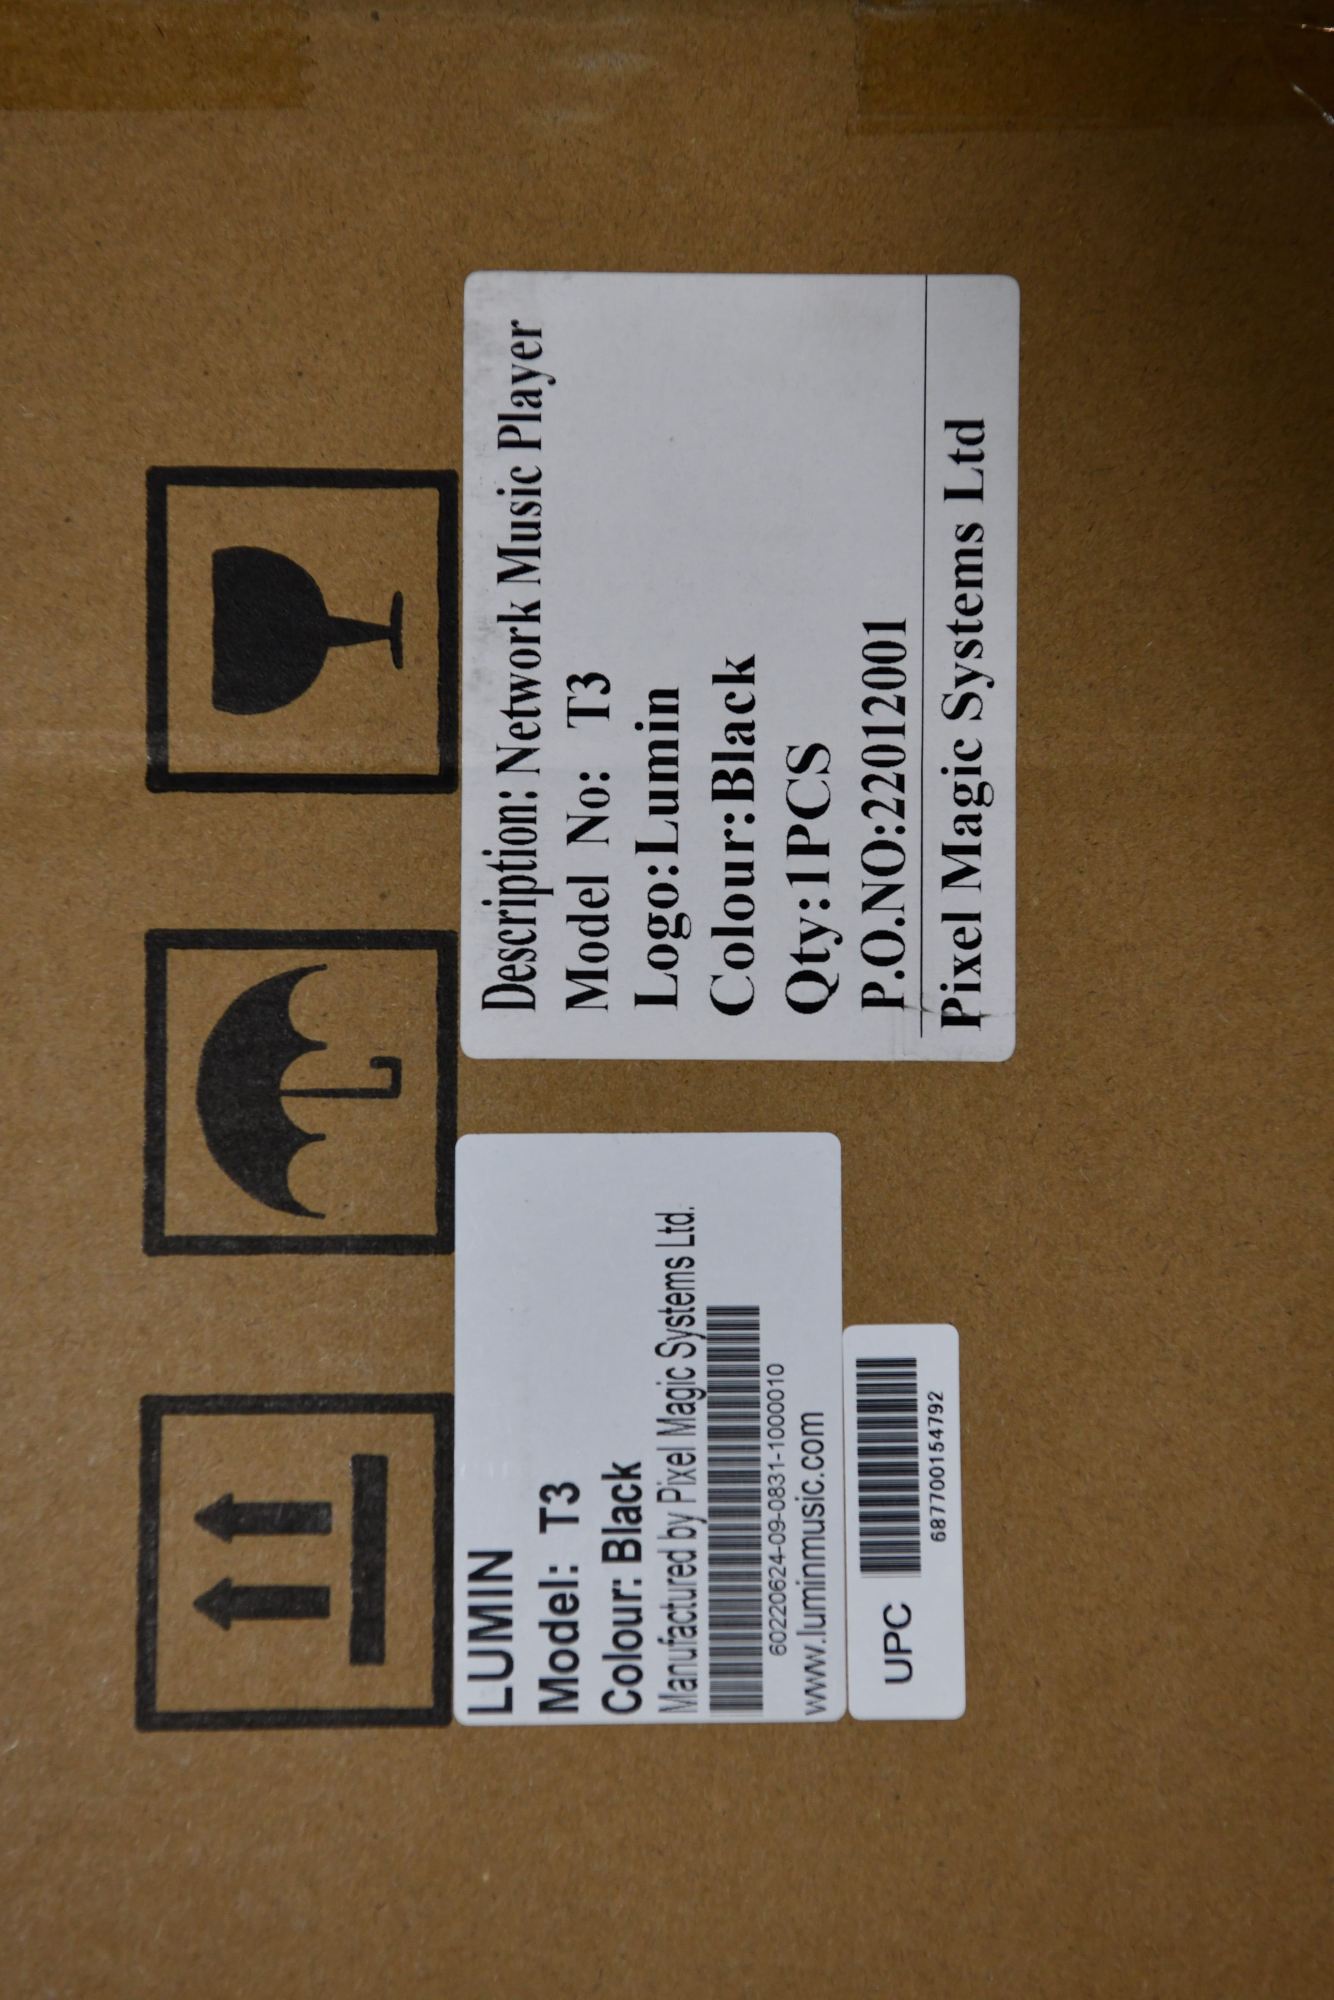 LUMIN
Model: T3
Colour: Black
Manufactured by Pixel Magic Systems Ltd.
60220624-09-0831-1000010
www.luminmusic.com
UPC
687700154792
Description: Network Music Player
Model No: T3
Logo:Lumin
Colour:Black
Qty:1PCS
P.O.NO:22012001
Pixel Magic Systems Ltd